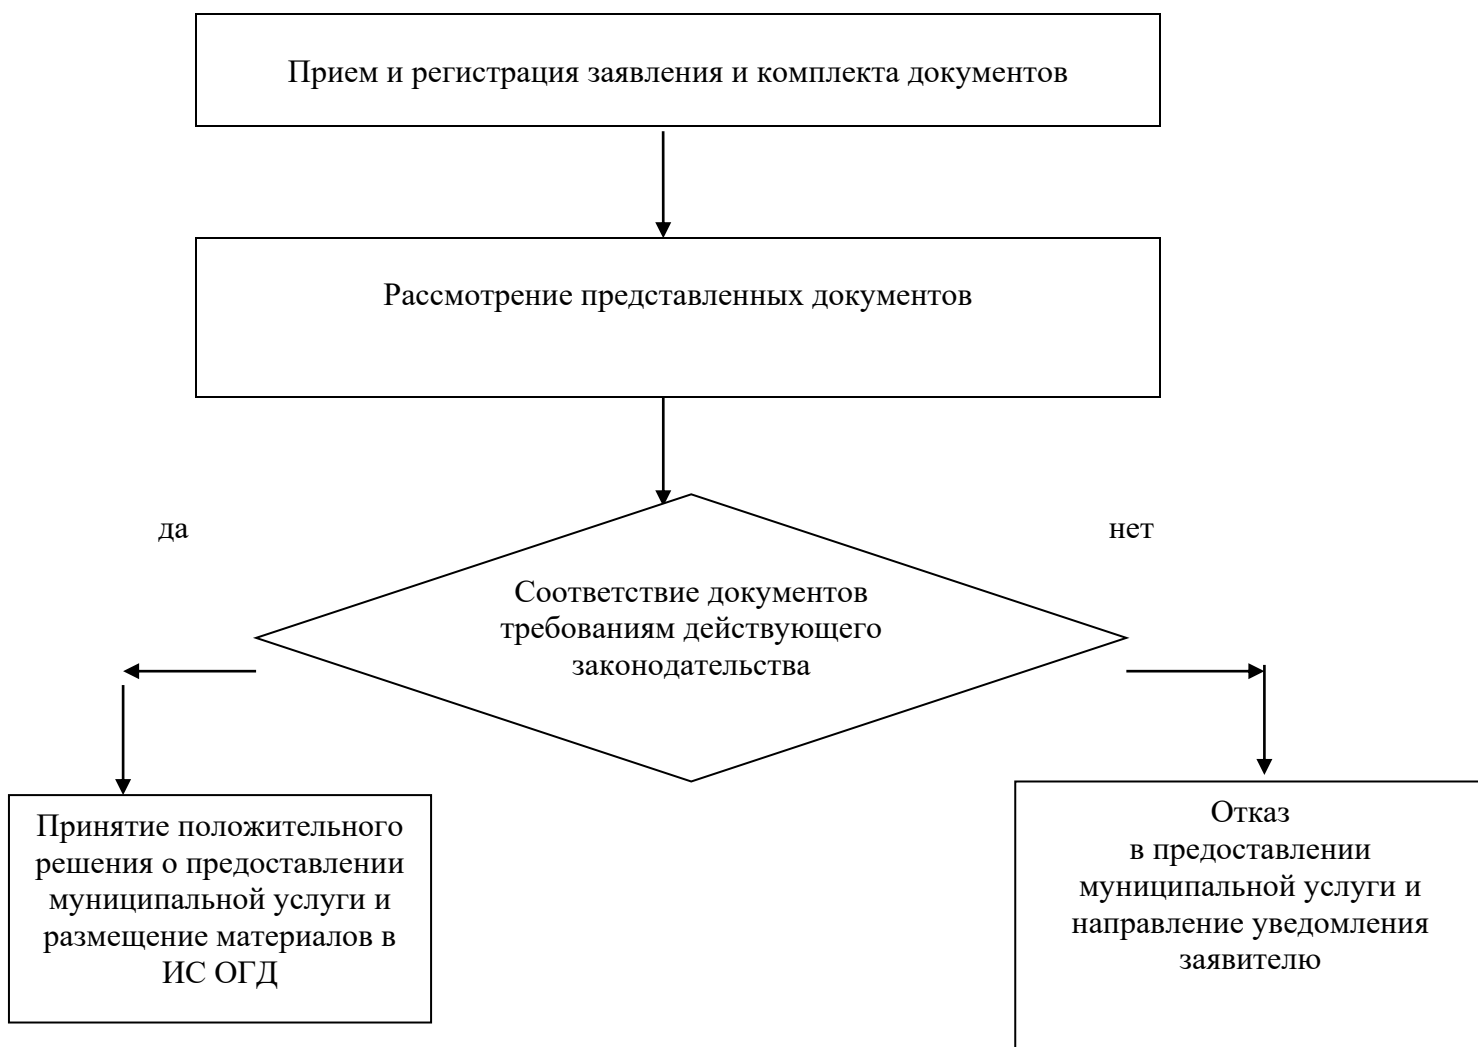 Прием и регистрация заявления и комплекта документов
Рассмотрение представленных документов
да
нет
Соответствие документов
требованиям действующего
законодательства
Принятие положительного
решения о предоставлении
муниципальной услуги и
размещение материалов в
ИС ОГД
Отказ
в предоставлении
муниципальной услуги и
направление уведомления
заявителю